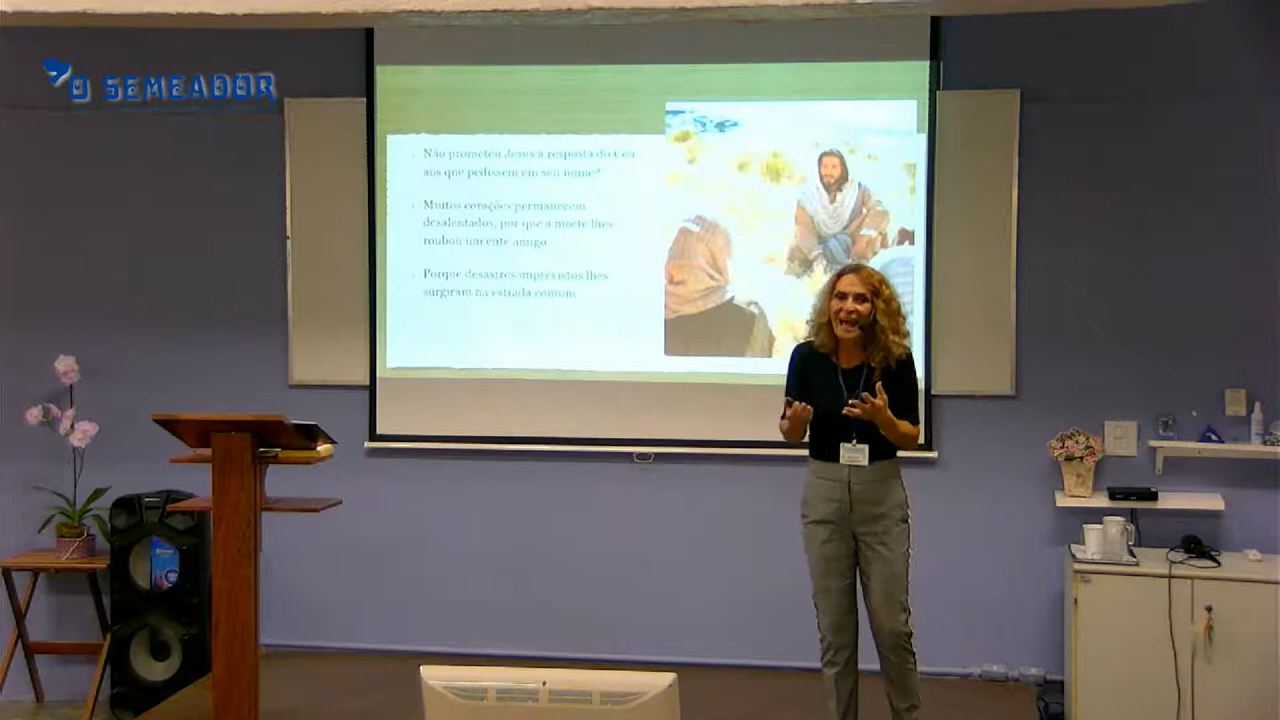 O SEMEADOR
Não prometeu Jesus a resposta do Céu
aos que pedissem em seu nome?
Muitos corações permanecem
desalentados, por que a morte lhes
roubou um ente amigo
Porque desastres imprevistos lhes
surgiram na estrada comum